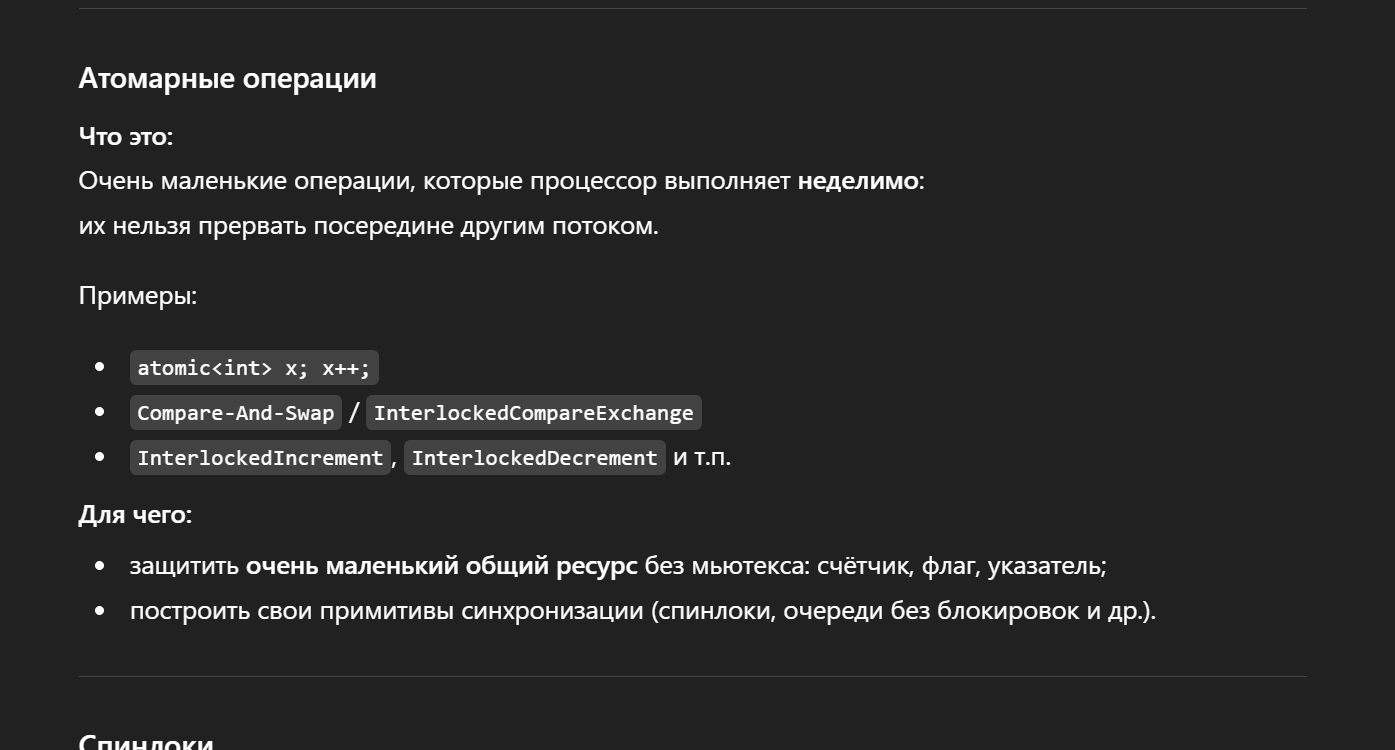 Атомарные операции
Что это:
Очень маленькие операции, которые процессор выполняет неделимо:
их нельзя прервать посередине другим потоком.
Примеры:
atomic<int> x; x++;
Compare-And-Swap / InterlockedCompareExchange
InterlockedIncrement, InterlockedDecrement и т.п.
Для чего:
защитить очень маленький общий ресурс без мьютекса: счётчик, флаг, указатель;
построить свои примитивы синхронизации (спинлоки, очереди без блокировок и др.).
Спинлоки